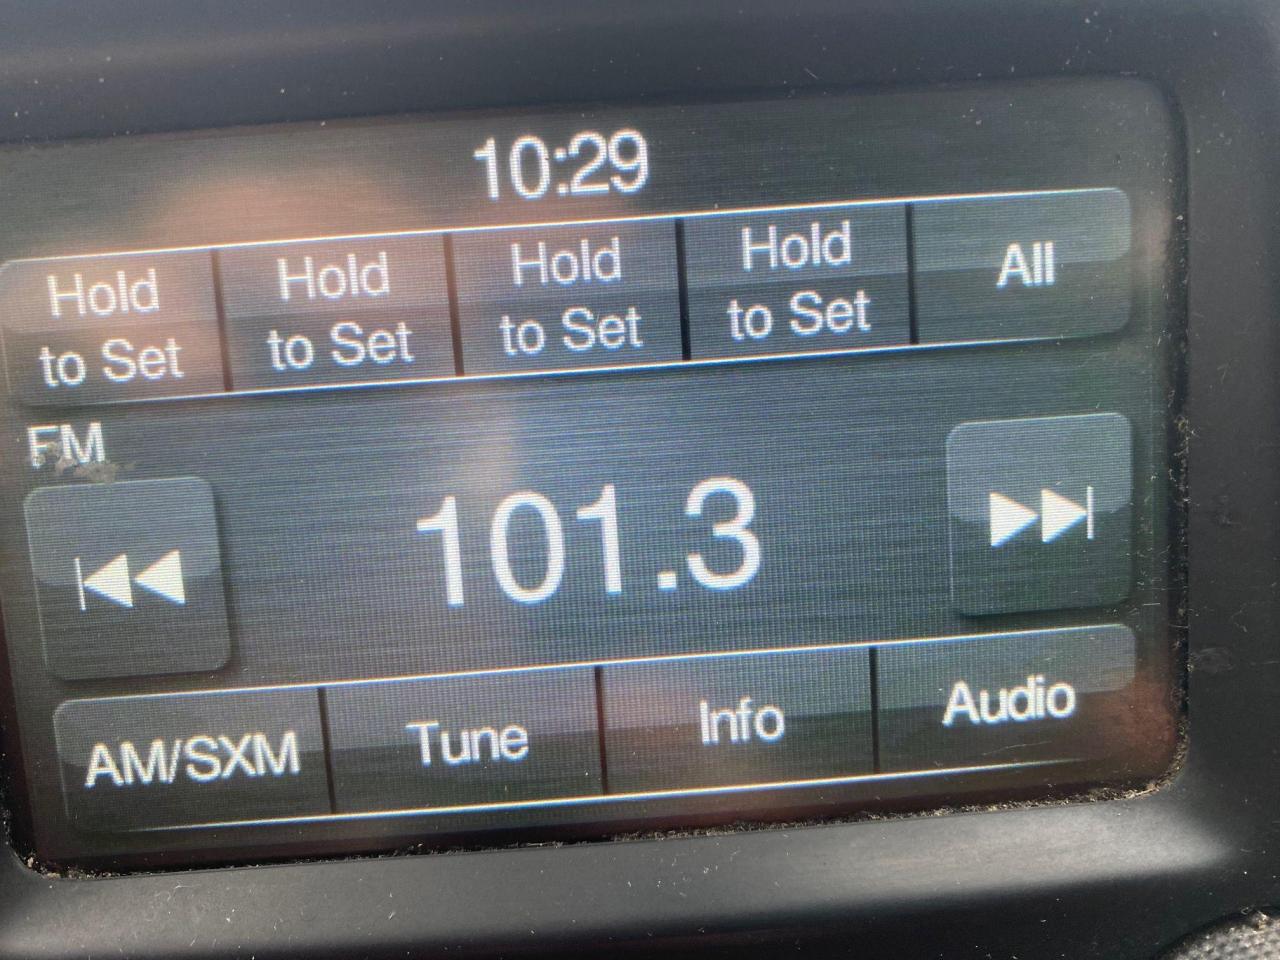 10:29
Hold to Set
Hold to Set
Hold to Set
Hold to Set
All
FM
101.3
AM/SXM
Tune
Info
Audio